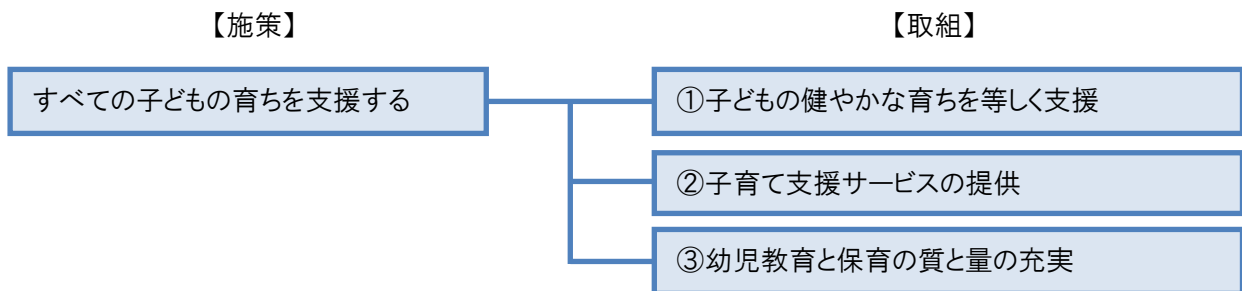 【施策】
【取組】
すべての子どもの育ちを支援する
①子どもの健やかな育ちを等しく支援
②子育て支援サービスの提供
③幼児教育と保育の質と量の充実